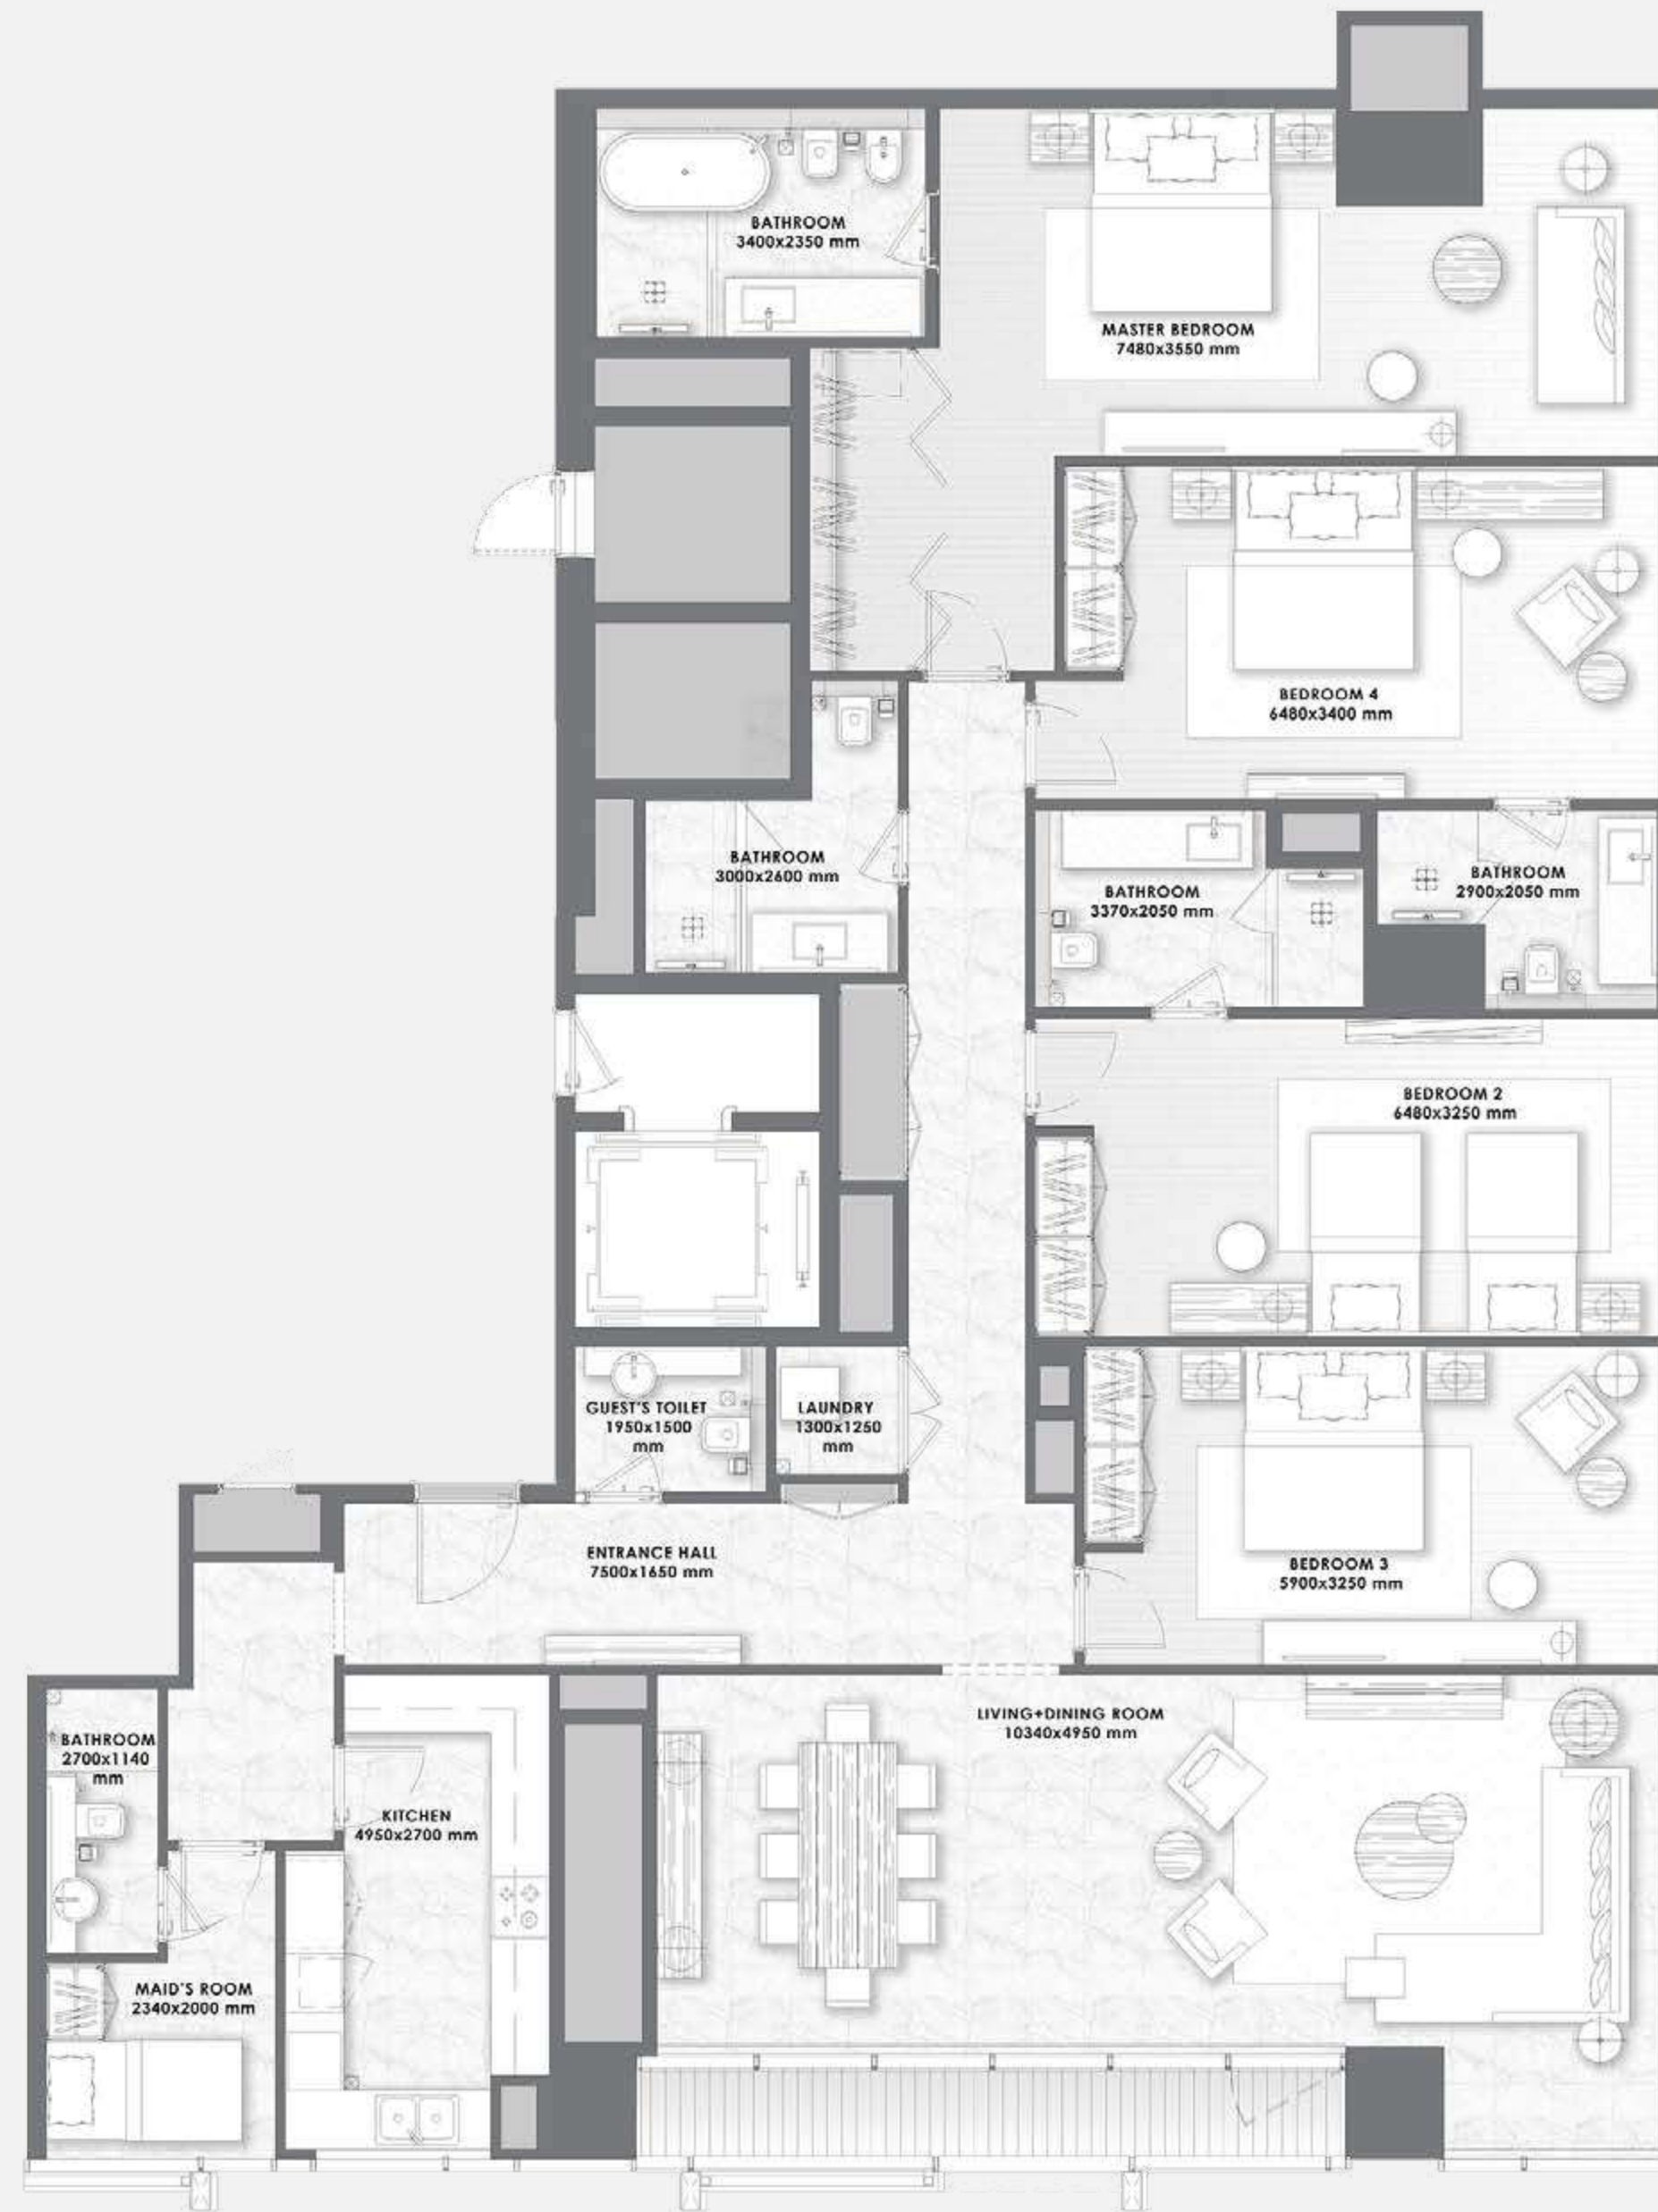 BATHROOM
3400x2350 mm
MASTER BEDROOM
7480x3550 mm
BEDROOM 4
6480x3400 mm
BATHROOM
3000x2600 mm
BATHROOM
3370x2050 mm
BATHROOM
2900x2050 mm
BEDROOM 2
6480x3250 mm
GUEST'S TOILET
1950x1500
mm
LAUNDRY
1300x1250
mm
ENTRANCE HALL
7500x1650 mm
BEDROOM 3
5900x3250 mm
LIVING+DINING ROOM
10340x4950 mm
BATHROOM
2700x1140
mm
KITCHEN
4950x2700 mm
MAID'S ROOM
2340x2000 mm